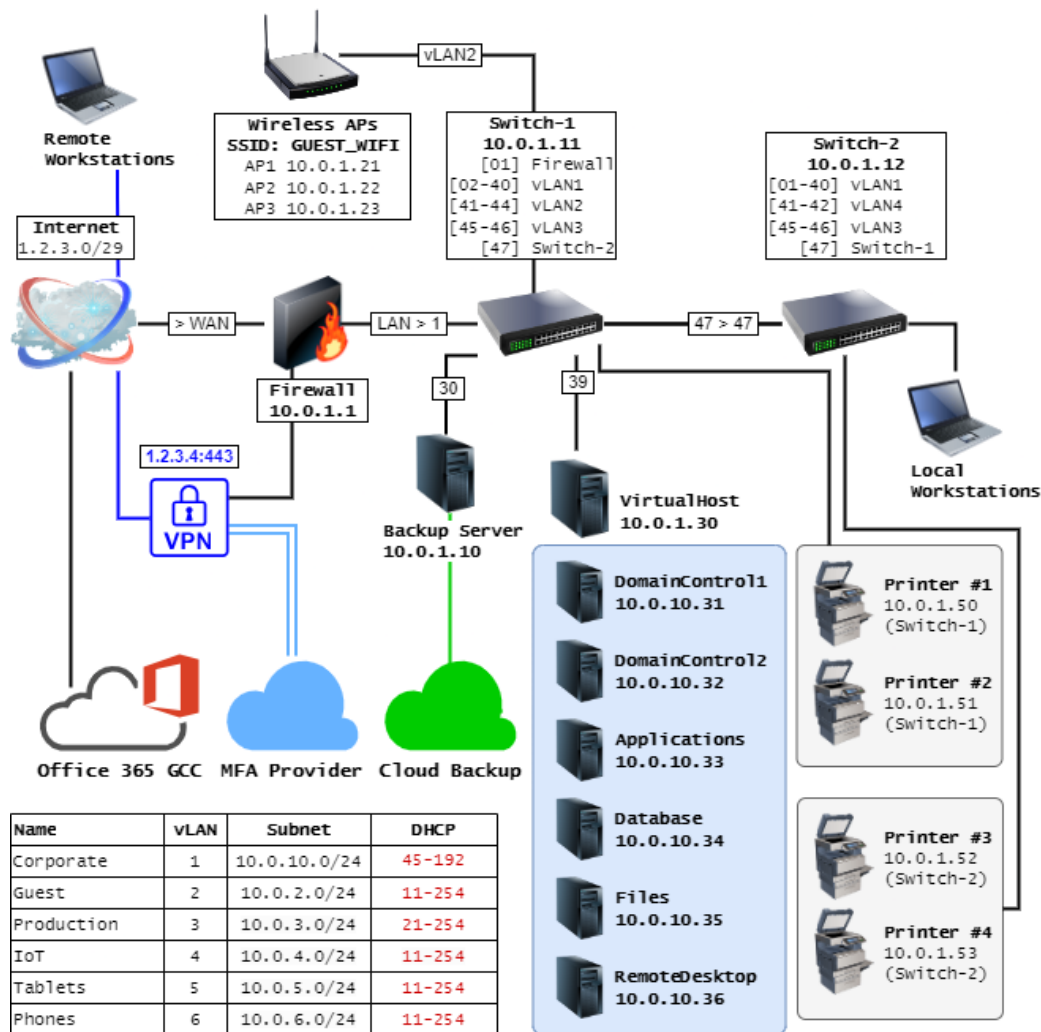 Remote
Workstations
Wireless APs
SSID: GUEST_WIFI
AP1 10.0.1.21
AP2 10.0.1.22
AP3 10.0.1.23
vLAN2
Switch-1
10.0.1.11
[01] Firewall
[02-40] vLAN1
[41-44] vLAN2
[45-46] vLAN3
[47] Switch-2
Switch-2
10.0.1.12
[01-40] vLAN1
[41-42] vLAN4
[45-46] vLAN3
[47] Switch-1
Internet
1.2.3.0/29
> WAN
LAN > 1
47 > 47
Firewall
10.0.1.1
30
39
1.2.3.4:443
VPN
Backup Server
10.0.1.10
VirtualHost
10.0.1.30
Local
Workstations
DomainControl1
10.0.10.31
DomainControl2
10.0.10.32
Applications
10.0.10.33
Database
10.0.10.34
Files
10.0.10.35
RemoteDesktop
10.0.10.36
Printer #1
10.0.1.50
(Switch-1)
Printer #2
10.0.1.51
(Switch-1)
Printer #3
10.0.1.52
(Switch-2)
Printer #4
10.0.1.53
(Switch-2)
Office 365 GCC
MFA Provider
Cloud Backup
Name vLAN Subnet DHCP
Corporate 1 10.0.10.0/24 45-192
Guest 2 10.0.2.0/24 11-254
Production 3 10.0.3.0/24 21-254
IoT 4 10.0.4.0/24 11-254
Tablets 5 10.0.5.0/24 11-254
Phones 6 10.0.6.0/24 11-254